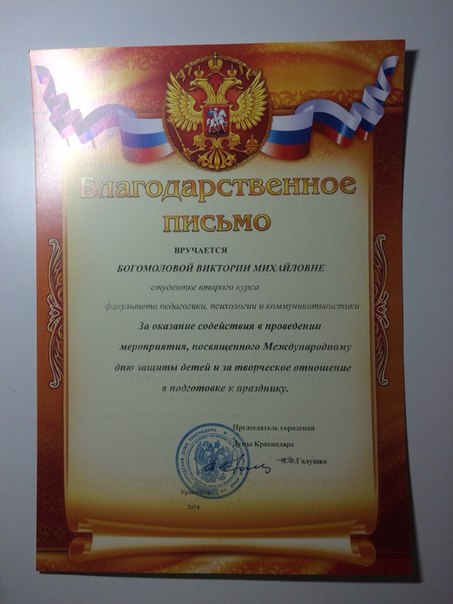 Благодарственное
письмо
ВРУЧАЕТСЯ
БОГОМОЛОВОЙ ВИКТОРИИ МИХАЙЛОВНЕ
студентке второго курса
факультета педагогики, психологии и коммуникативистики
За оказание содействия в проведении
мероприятия, посвященного Международному
дню защиты детей и за творческое отношение
в подготовке к празднику.
Председатель городской
Думы Краснодара
В.Ф.Галушко
Краснодар
2014